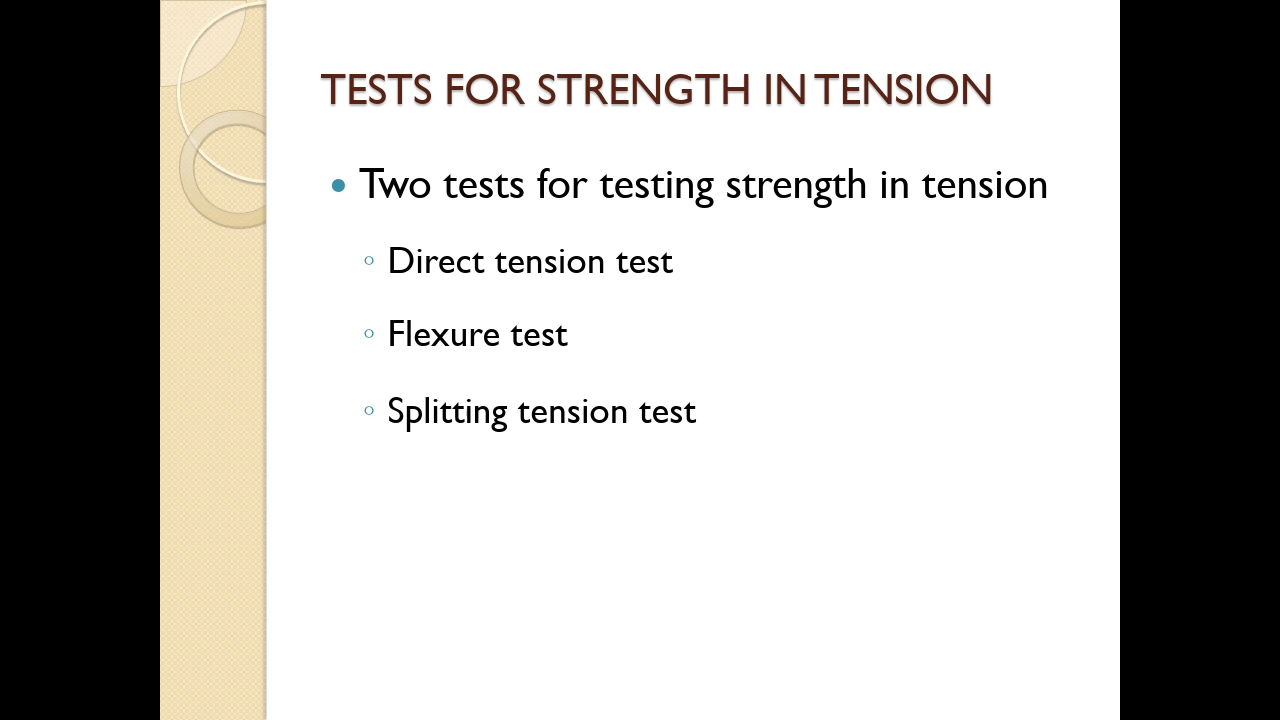 TESTS FOR STRENGTH IN TENSION
• Two tests for testing strength in tension
◦ Direct tension test
◦ Flexure test
◦ Splitting tension test